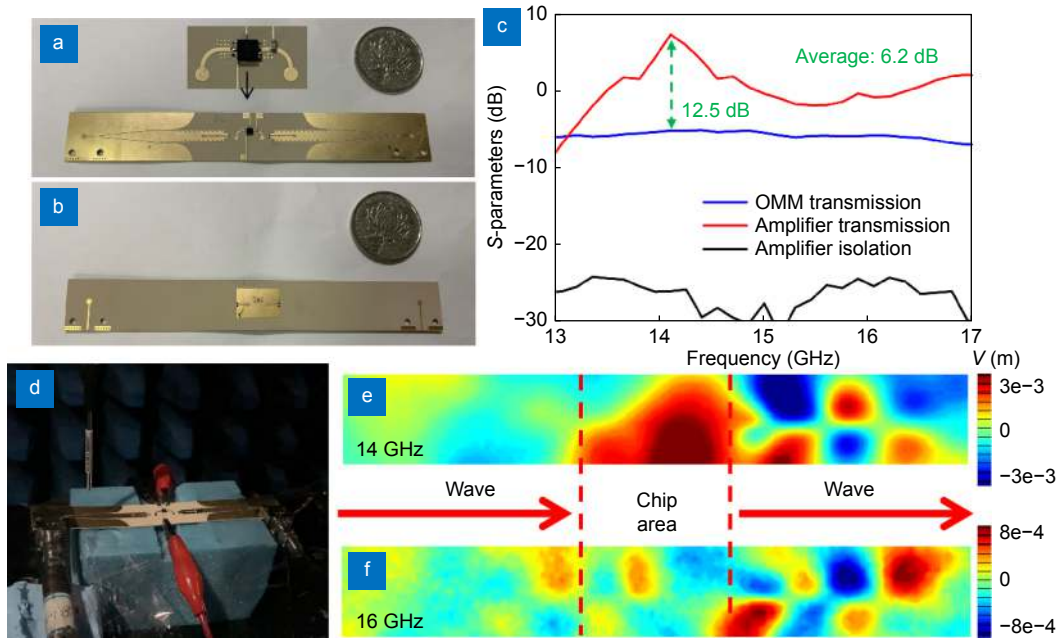 a
b
c
10
0
−10
−20
−30
S-parameters (dB)
Average: 6.2 dB
12.5 dB
OMM transmission
Amplifier transmission
Amplifier isolation
13
14
15
16
17
Frequency (GHz)
d
e
14 GHz
V (m)
3e−3
0
−3e−3
Wave
Chip
area
Wave
f
16 GHz
8e−4
0
−8e−4